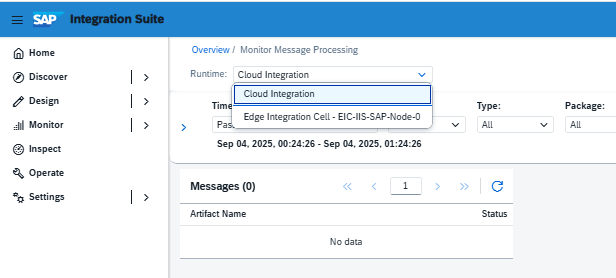 SAP Integration Suite
Home
Discover
Design
Monitor
Inspect
Operate
Settings
Overview / Monitor Message Processing
Runtime: Cloud Integration
Cloud Integration
Edge Integration Cell - EIC-IIS-SAP-Node-0
Time Type: Package:
Pas All All
Sep 04, 2025, 00:24:26 - Sep 04, 2025, 01:24:26
Messages (0) 1
Artifact Name Status
No data